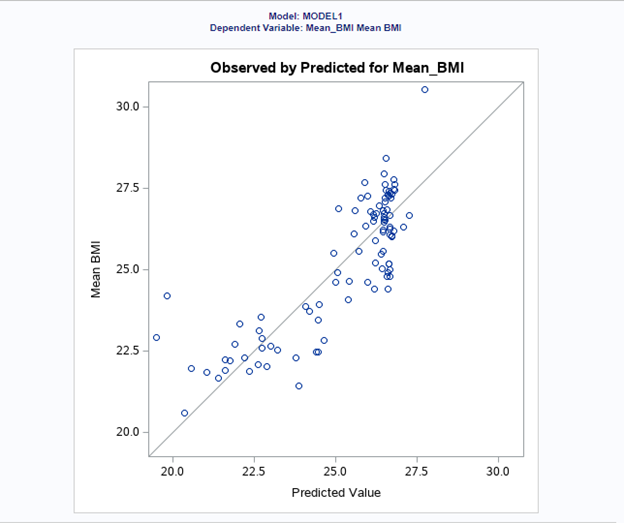 Model: MODEL1
Dependent Variable: Mean_BMI Mean BMI
Observed by Predicted for Mean_BMI
30.0
27.5
25.0
22.5
20.0
Mean BMI
20.0 22.5 25.0 27.5 30.0
Predicted Value